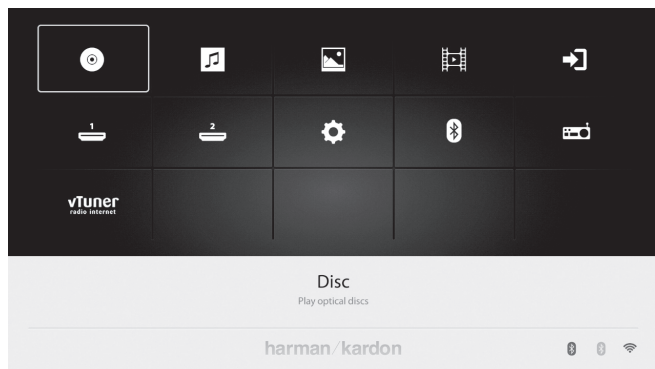 1
2
vTuner
radio internet
Disc
Play optical discs
harman/kardon